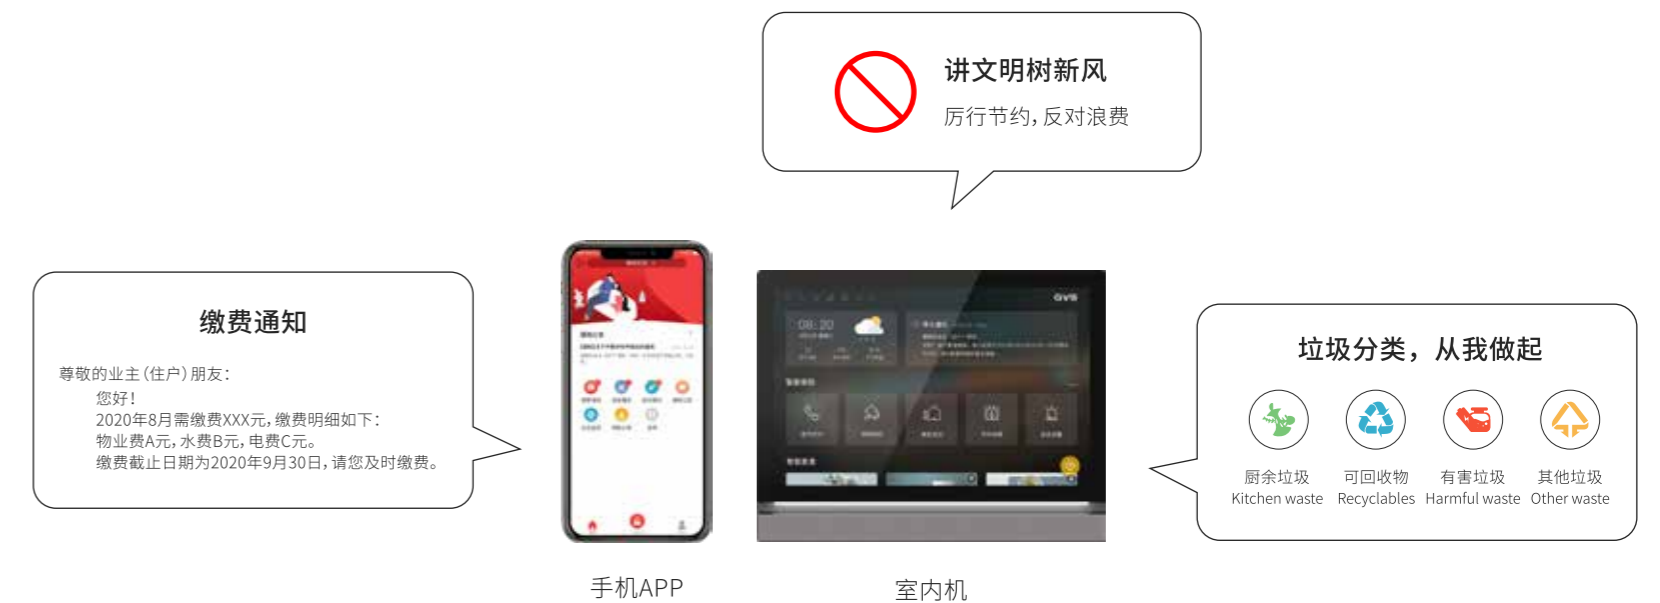 讲文明树新风
厉行节约，反对浪费
缴费通知
尊敬的业主（住户）朋友：
您好！
2020年8月需缴费XXX元，缴费明细如下：
物业费A元，水费B元，电费C元。
缴费截止日期为2020年9月30日，请您及时缴费。
GVS
08:20
垃圾分类，从我做起
厨余垃圾 可回收物 有害垃圾 其他垃圾
Kitchen waste Recyclables Harmful waste Other waste
手机APP
室内机